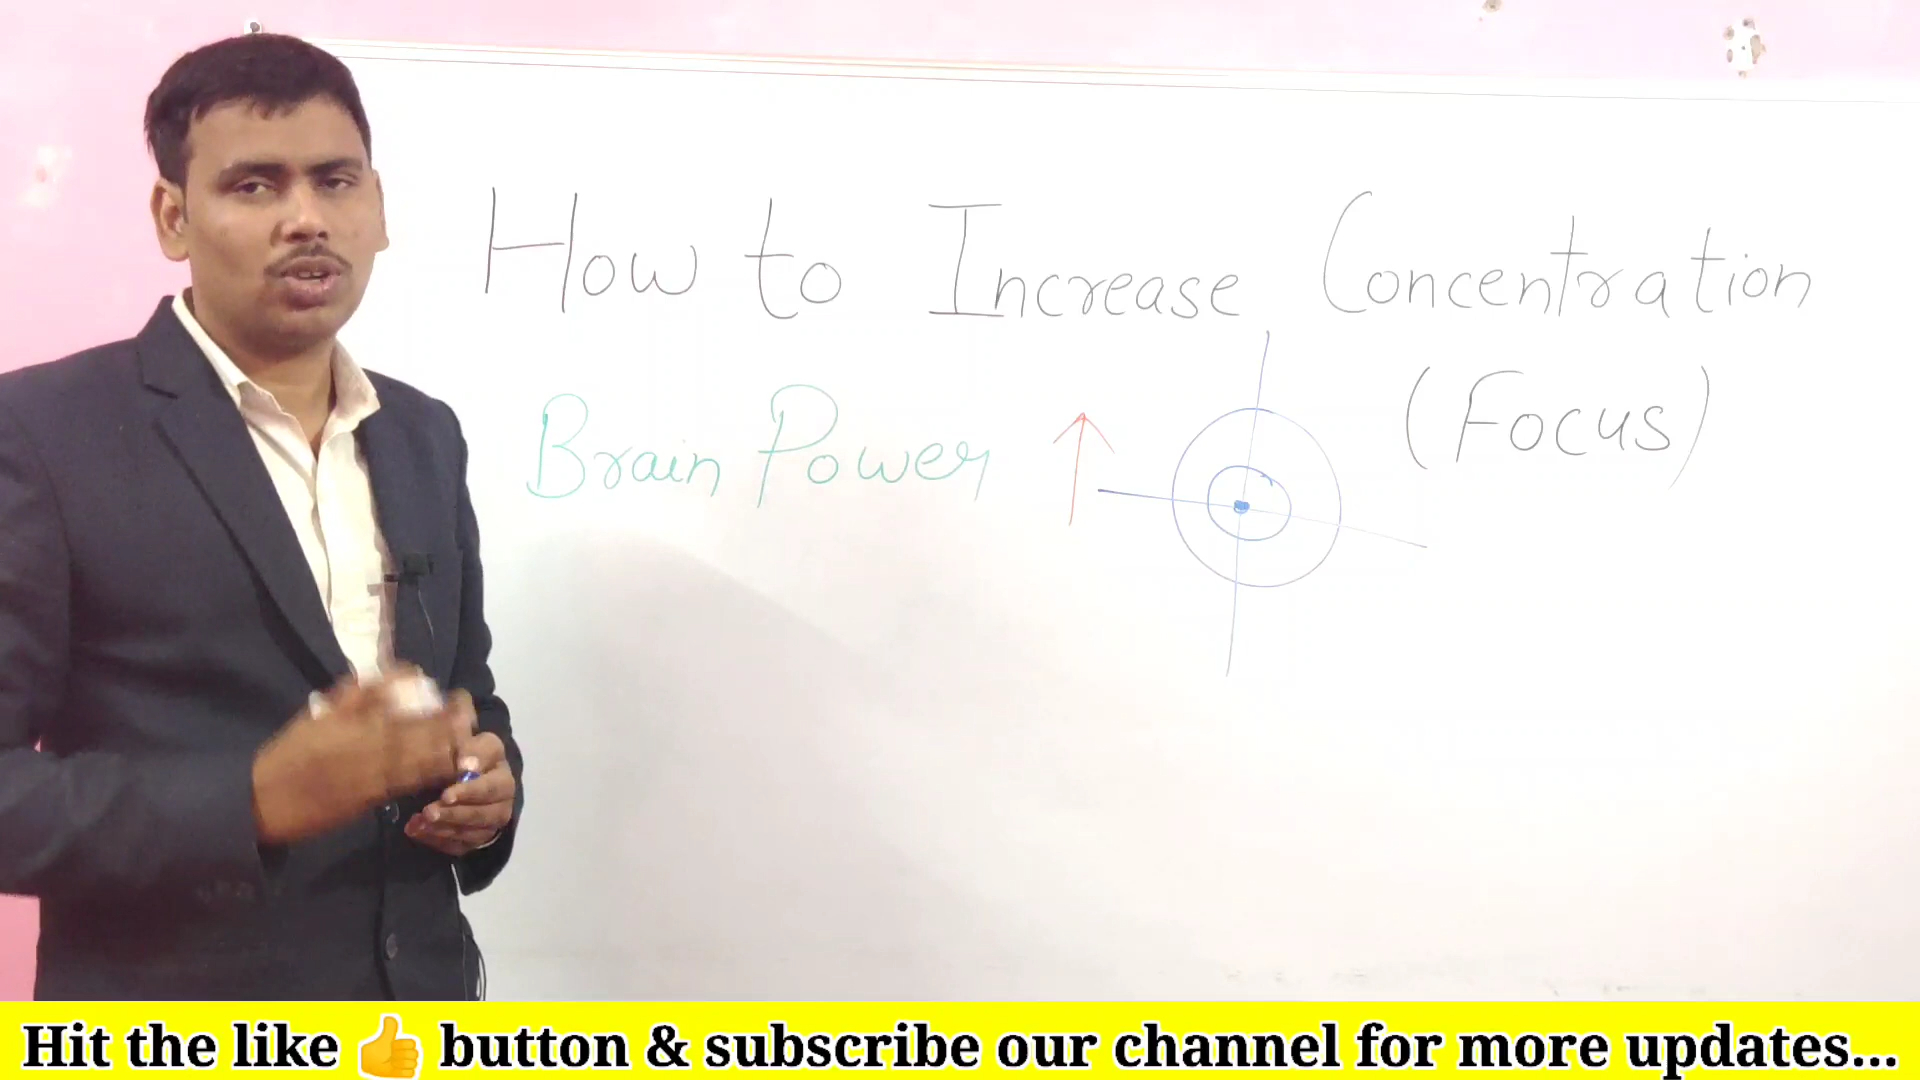 How to Increase Concentration
(Focus)
Brain Power
Hit the like 👍 button & subscribe our channel for more updates...